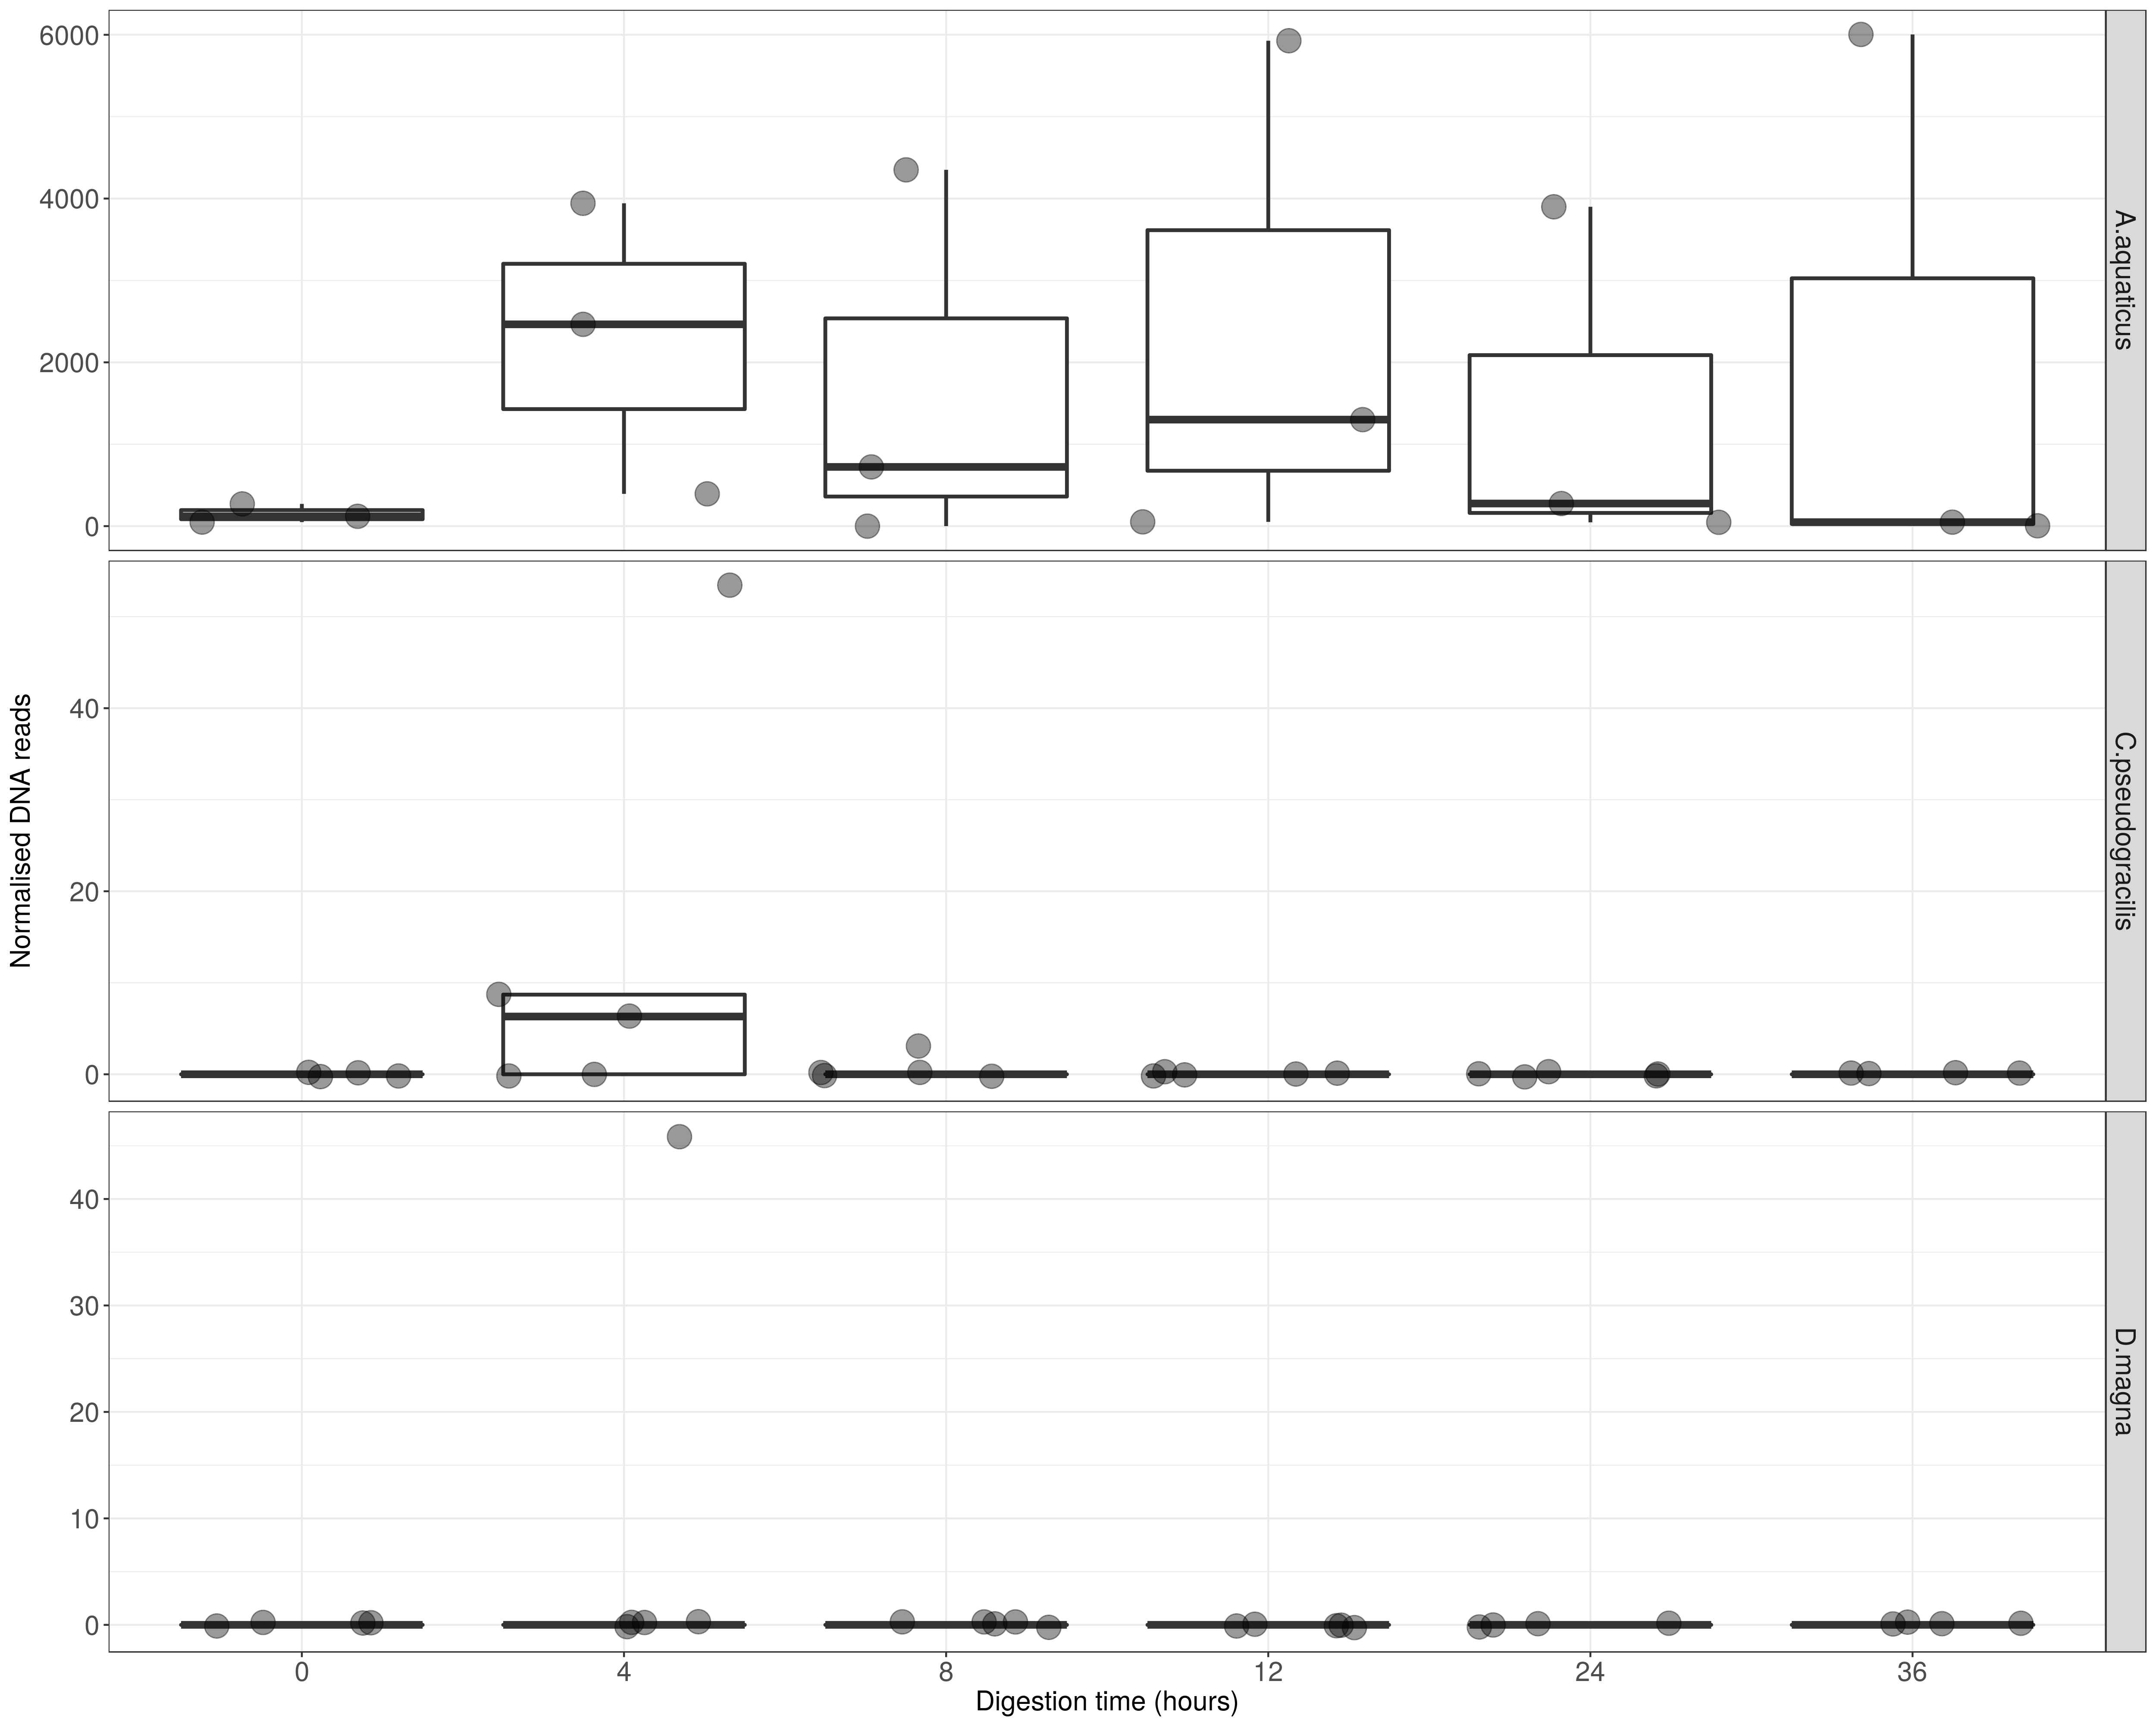 6000
4000
2000
0
A.aquaticus
40
20
0
C.pseudogracilis
40
30
20
10
0
D.magna
Normalised DNA reads
0 4 8 12 24 36
Digestion time (hours)